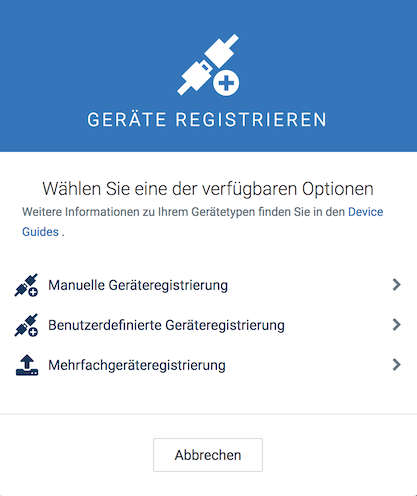 GERÄTE REGISTRIEREN
Wählen Sie eine der verfügbaren Optionen
Weitere Informationen zu Ihrem Gerätetypen finden Sie in den Device
Guides .
Manuelle Geräteregistrierung
Benutzerdefinierte Geräteregistrierung
Mehrfachgeräteregistrierung
Abbrechen